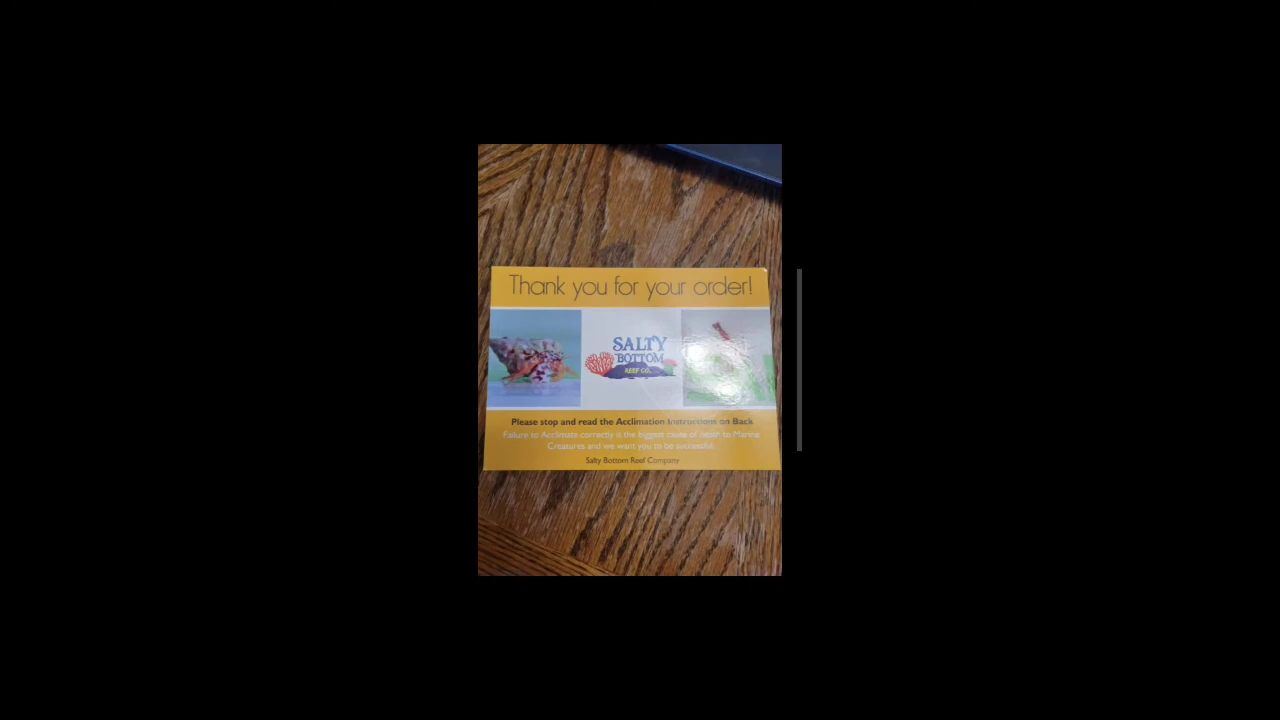 Thank you for your order!
SALTY
BOTTOM
REEF CO.
Please stop and read the Acclimation Instructions on Back
Failure to Acclimate correctly is the biggest cause of death to Marine
Creatures and we want you to be successful.
Salty Bottom Reef Company